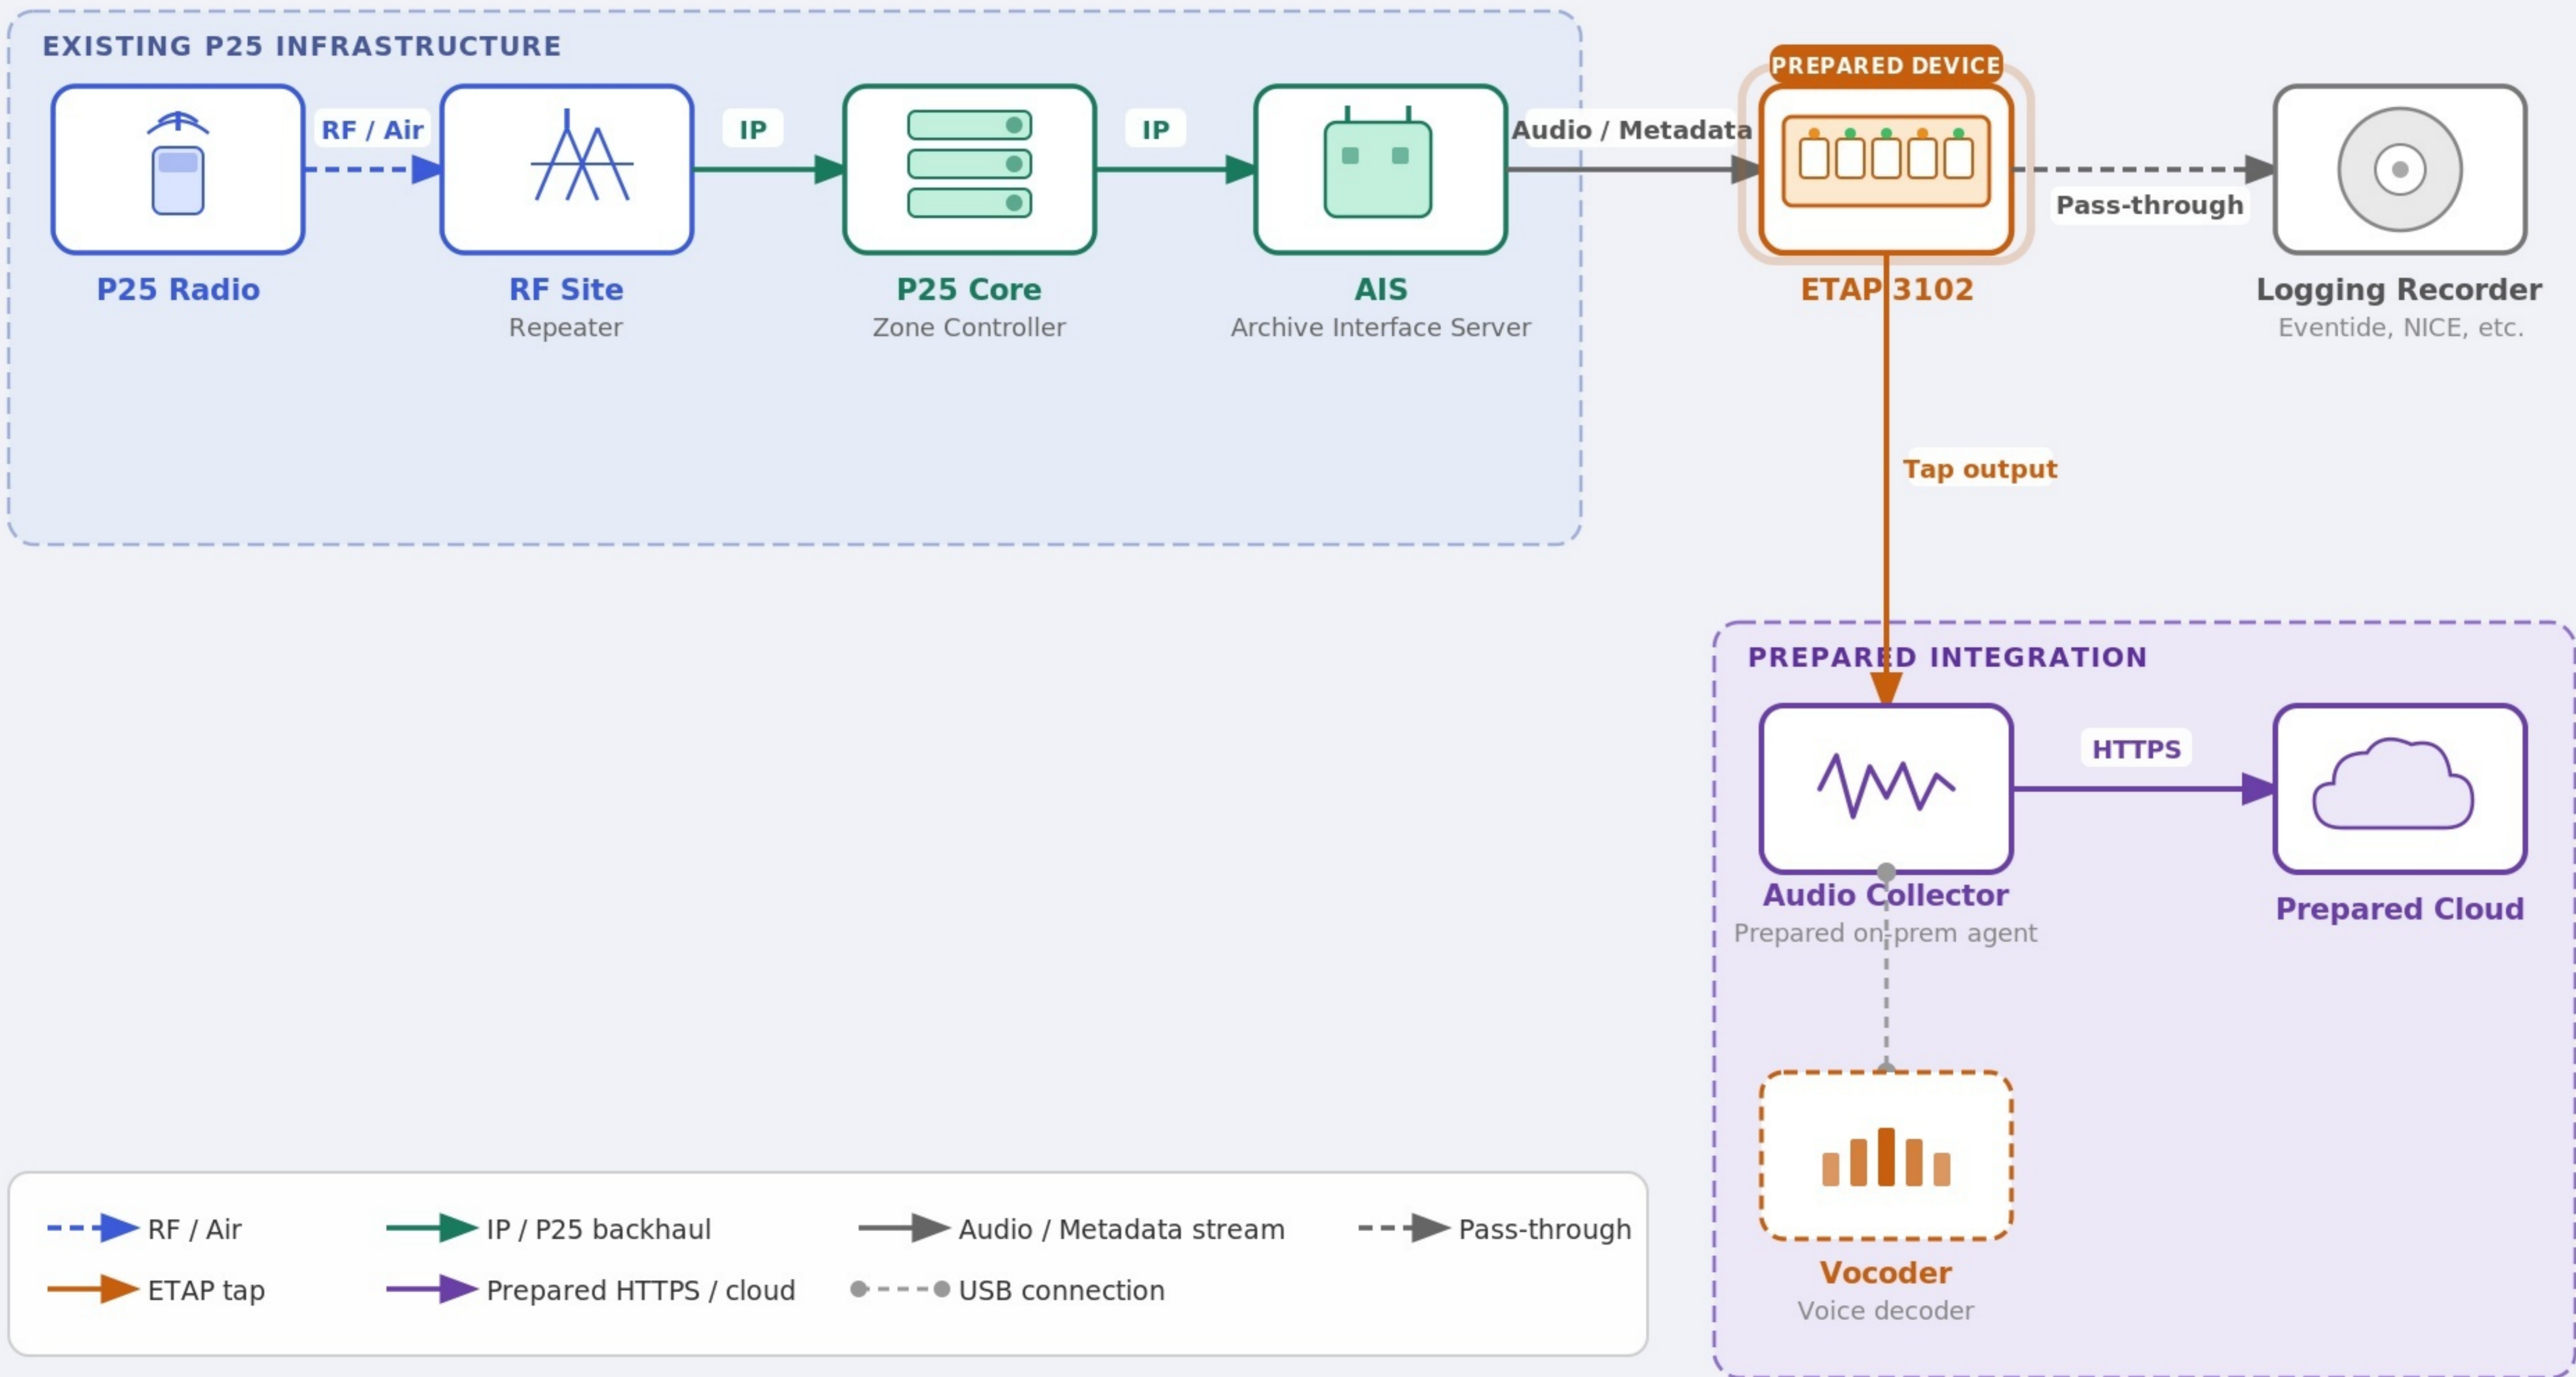 EXISTING P25 INFRASTRUCTURE
PREPARED DEVICE
RF / Air
IP
IP
Audio / Metadata
Pass-through
P25 Radio
RF Site
Repeater
P25 Core
Zone Controller
AIS
Archive Interface Server
ETAP 3102
Logging Recorder
Eventide, NICE, etc.
Tap output
PREPARED INTEGRATION
HTTPS
Audio Collector
Prepared on-prem agent
Prepared Cloud
Vocoder
Voice decoder
RF / Air
IP / P25 backhaul
Audio / Metadata stream
Pass-through
ETAP tap
Prepared HTTPS / cloud
USB connection